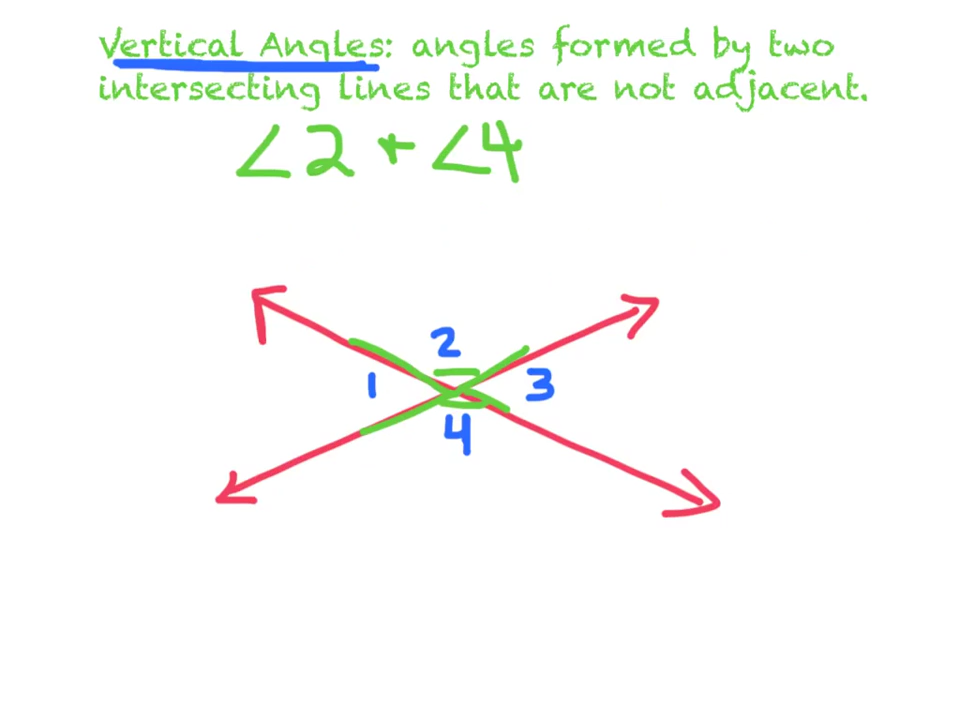 Vertical Angles: angles formed by two
intersecting lines that are not adjacent.
∠2 + ∠4
2
1
3
4